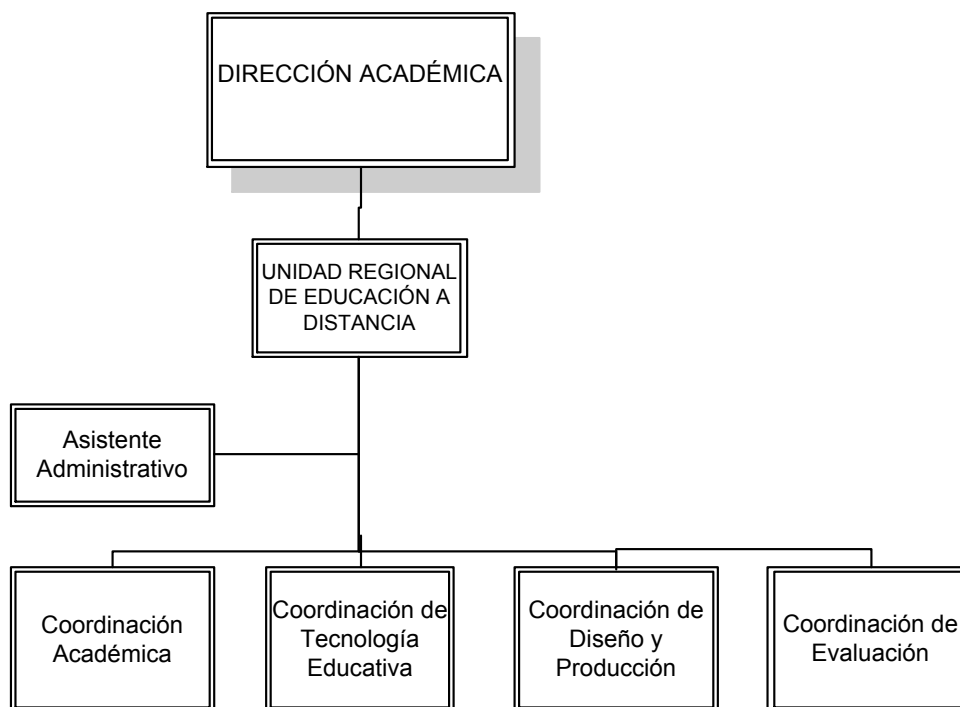 DIRECCIÓN ACADÉMICA
UNIDAD REGIONAL
DE EDUCACIÓN A
DISTANCIA
Asistente
Administrativo
Coordinación
Académica
Coordinación de
Tecnología
Educativa
Coordinación de
Diseño y
Producción
Coordinación de
Evaluación